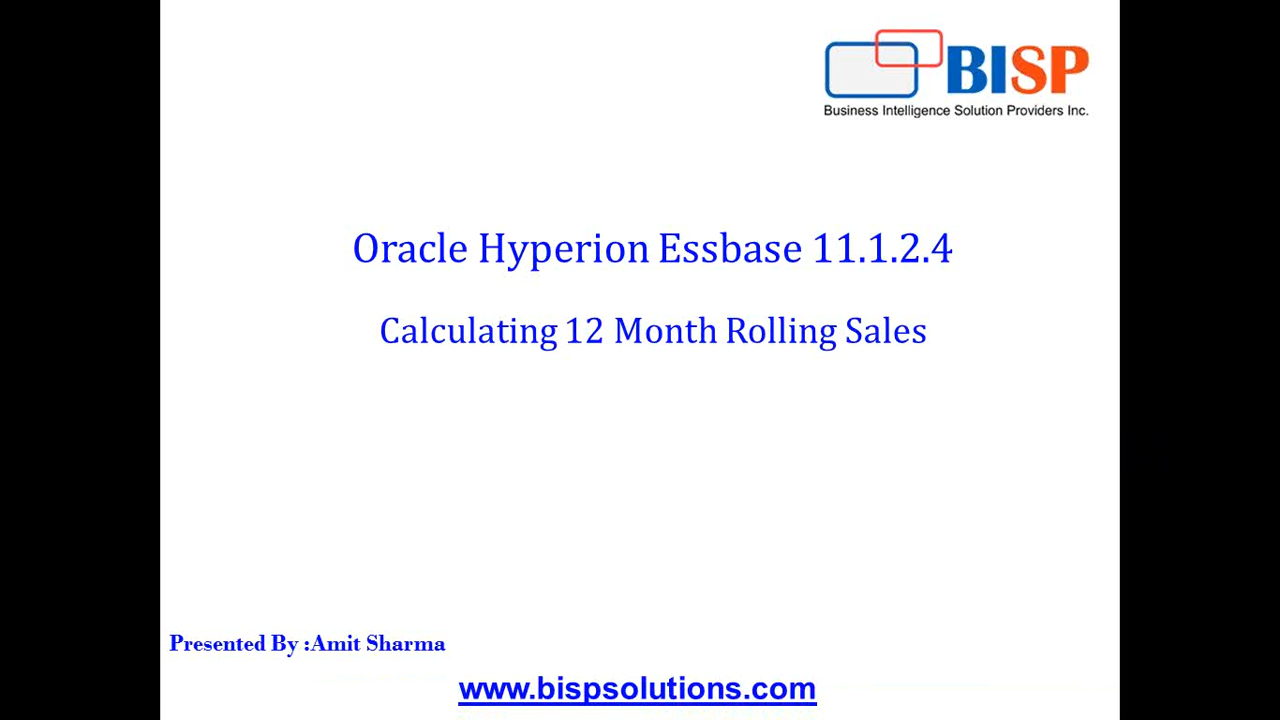 BISP
Business Intelligence Solution Providers Inc.
Oracle Hyperion Essbase 11.1.2.4
Calculating 12 Month Rolling Sales
Presented By :Amit Sharma
www.bispsolutions.com